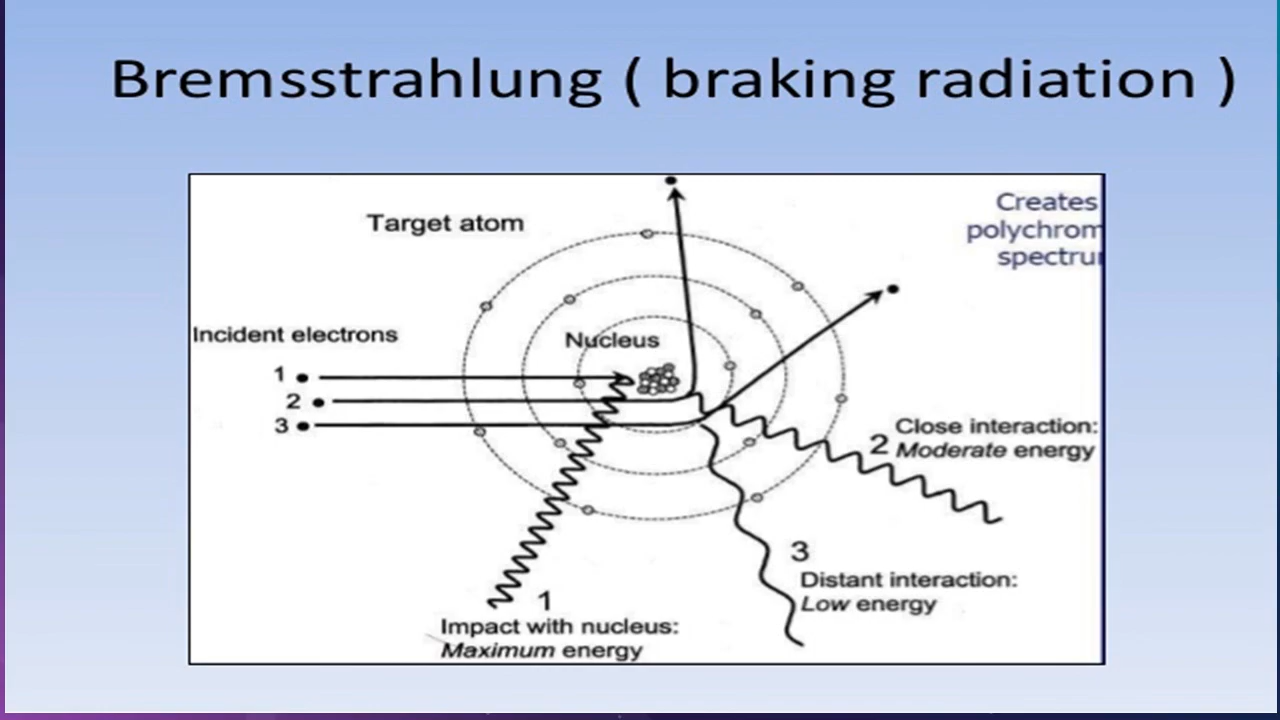 Bremsstrahlung ( braking radiation )
Target atom
Creates
polychrom
spectru
Nucleus
Incident electrons
1
2
3
2
Close interaction:
Moderate energy
3
Distant interaction:
Low energy
1
Impact with nucleus:
Maximum energy